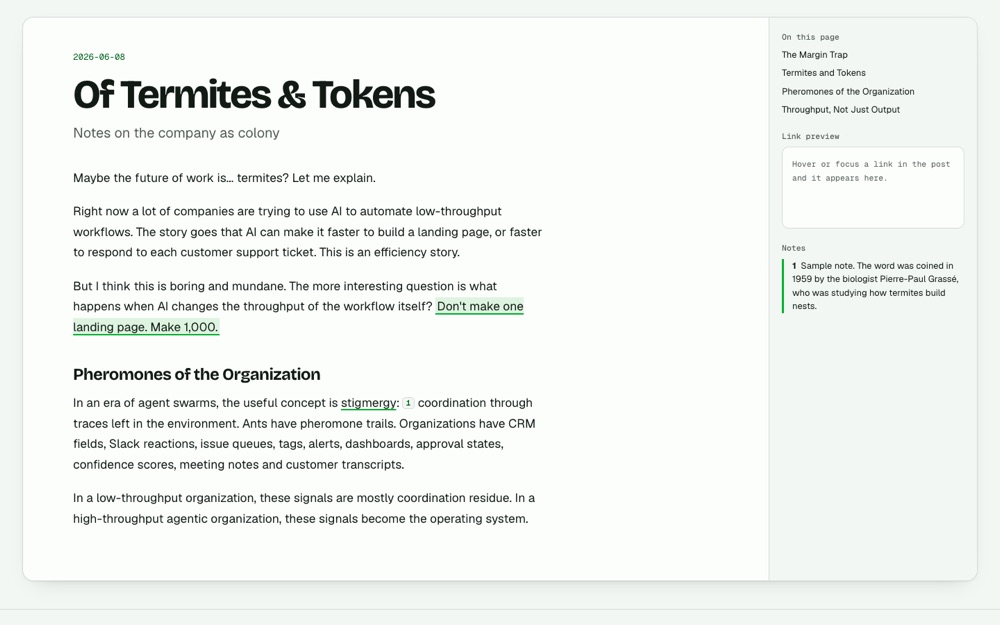 2026-06-08
Of Termites & Tokens
Notes on the company as colony
Maybe the future of work is… termites? Let me explain.
Right now a lot of companies are trying to use AI to automate low-throughput
workflows. The story goes that AI can make it faster to build a landing page, or faster
to respond to each customer support ticket. This is an efficiency story.
But I think this is boring and mundane. The more interesting question is what
happens when AI changes the throughput of the workflow itself? Don't make one
landing page. Make 1,000.
Pheromones of the Organization
In an era of agent swarms, the useful concept is stigmergy: 1 coordination through
traces left in the environment. Ants have pheromone trails. Organizations have CRM
fields, Slack reactions, issue queues, tags, alerts, dashboards, approval states,
confidence scores, meeting notes and customer transcripts.
In a low-throughput organization, these signals are mostly coordination residue. In a
high-throughput agentic organization, these signals become the operating system.
On this page
The Margin Trap
Termites and Tokens
Pheromones of the Organization
Throughput, Not Just Output
Link preview
Hover or focus a link in the post
and it appears here.
Notes
1 Sample note. The word was coined in
1959 by the biologist Pierre-Paul Grassé,
who was studying how termites build
nests.